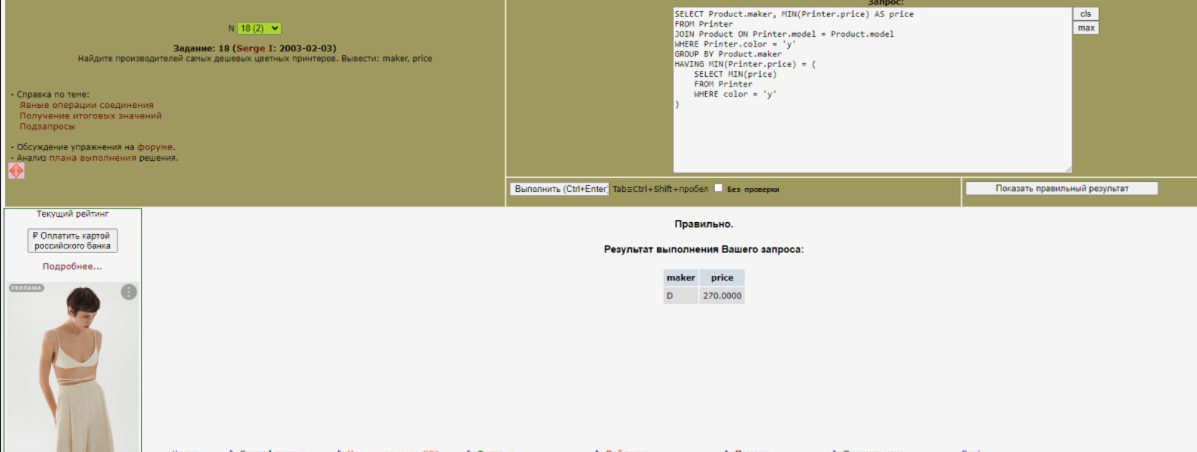 N 18 (2)
Задание: 18 (Serge I: 2003-02-03)
Найдите производителей самых дешевых цветных принтеров. Вывести: maker, price
· Справка по теме:
Явные операции соединения
Получение итоговых значений
Подзапросы
· Обсуждение упражнения на форуме.
· Анализ плана выполнения решения.
Запрос:
SELECT Product.maker, MIN(Printer.price) AS price
FROM Printer
JOIN Product ON Printer.model = Product.model
WHERE Printer.color = 'y'
GROUP BY Product.maker
HAVING MIN(Printer.price) = (
SELECT MIN(price)
FROM Printer
WHERE color = 'y'
)
cls
max
Выполнить (Ctrl+Enter) Tab≡Ctrl+Shift+пробел Без проверки
Показать правильный результат
Текущий рейтинг
₽ Оплатить картой
российского банка
Подробнее...
РЕКЛАМА
Правильно.
Результат выполнения Вашего запроса:
maker price
D 270.0000